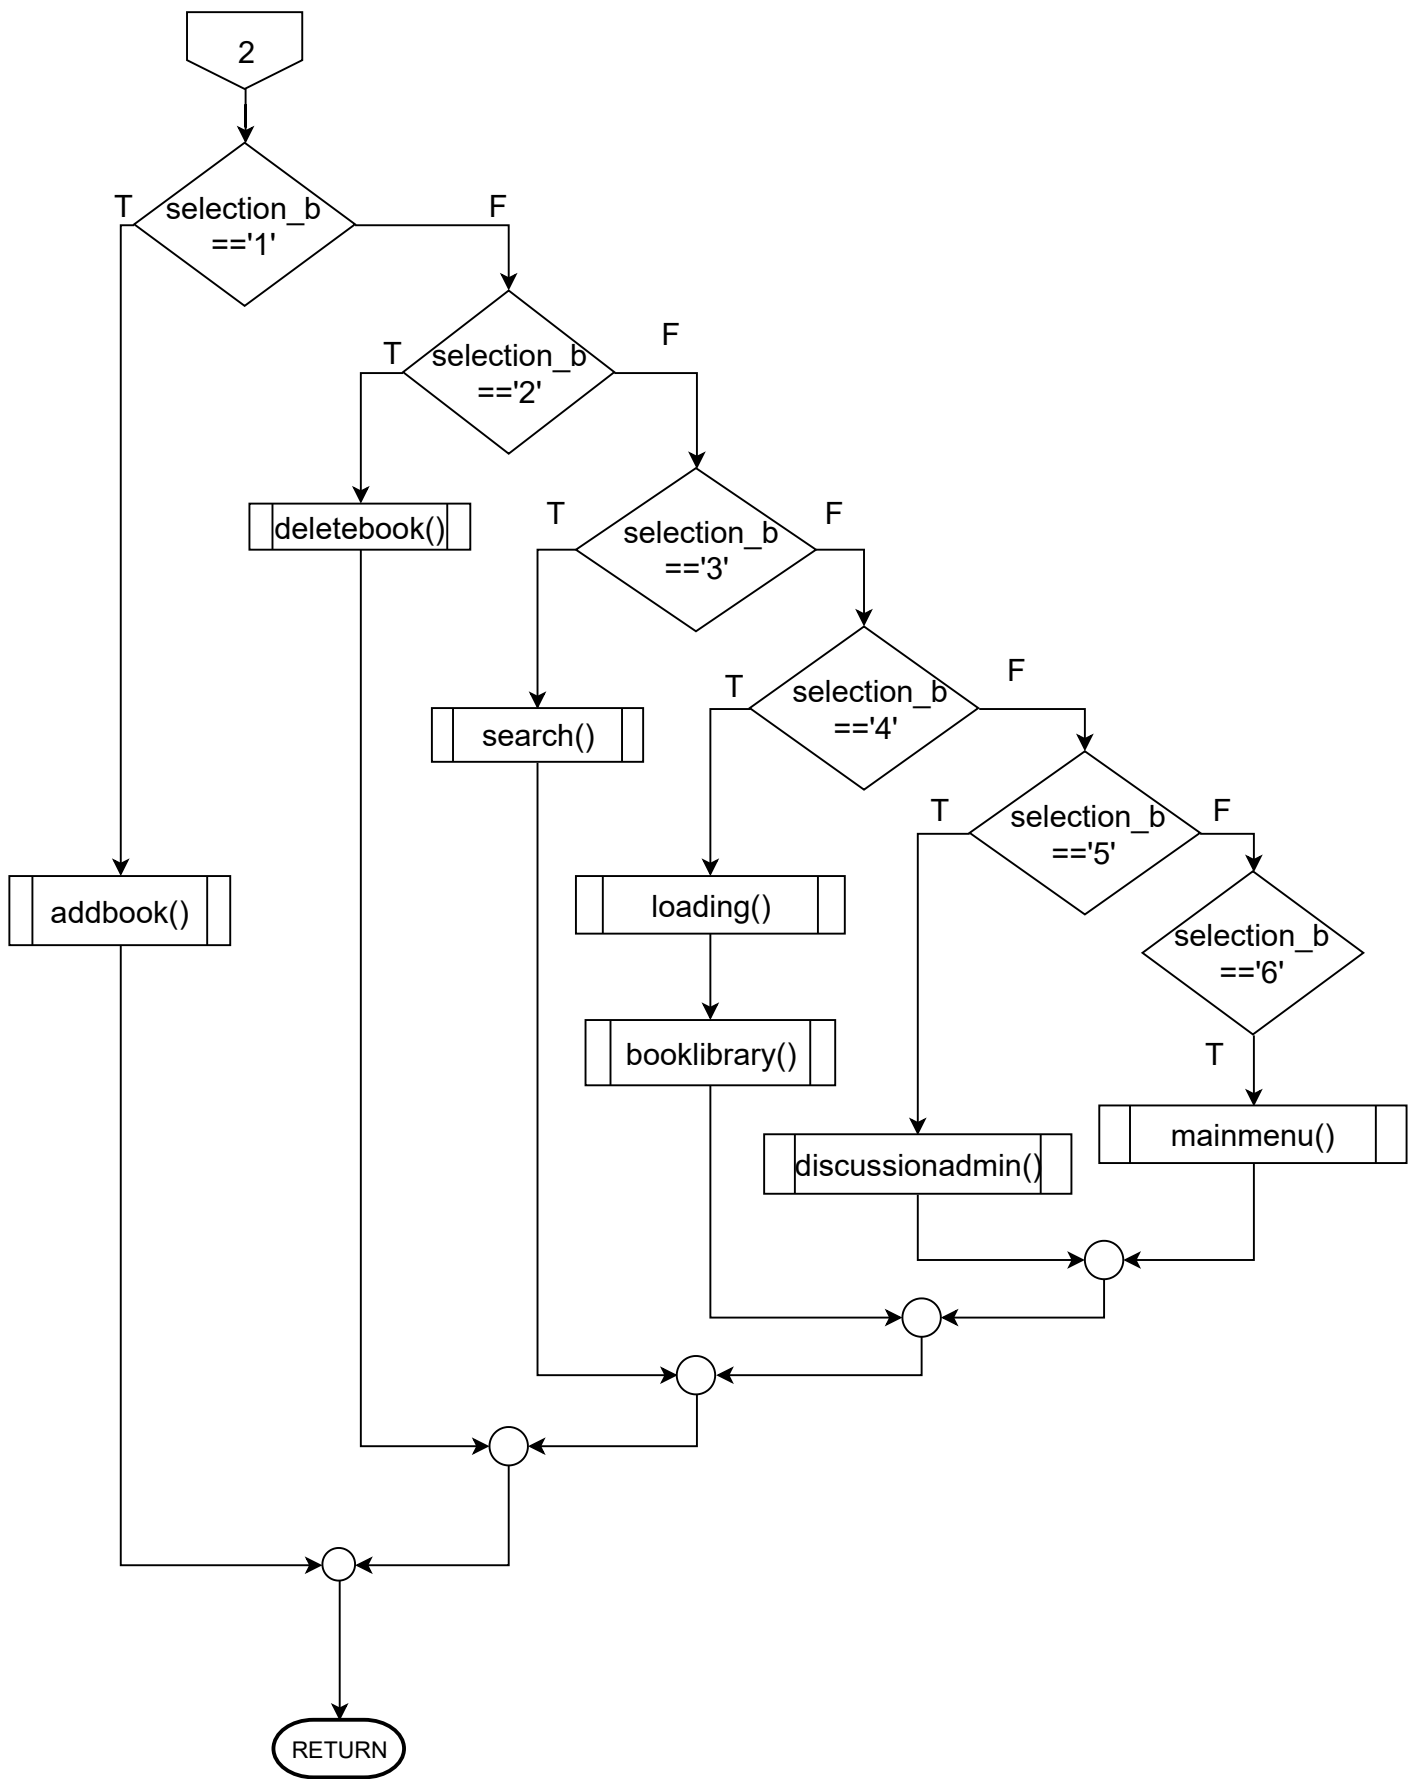 2
T
selection_b
=='1'
F
T
selection_b
=='2'
F
deletebook()
T
selection_b
=='3'
F
search()
T
selection_b
=='4'
F
T
selection_b
=='5'
F
addbook()
loading()
selection_b
=='6'
booklibrary()
T
discussionadmin()
mainmenu()
RETURN